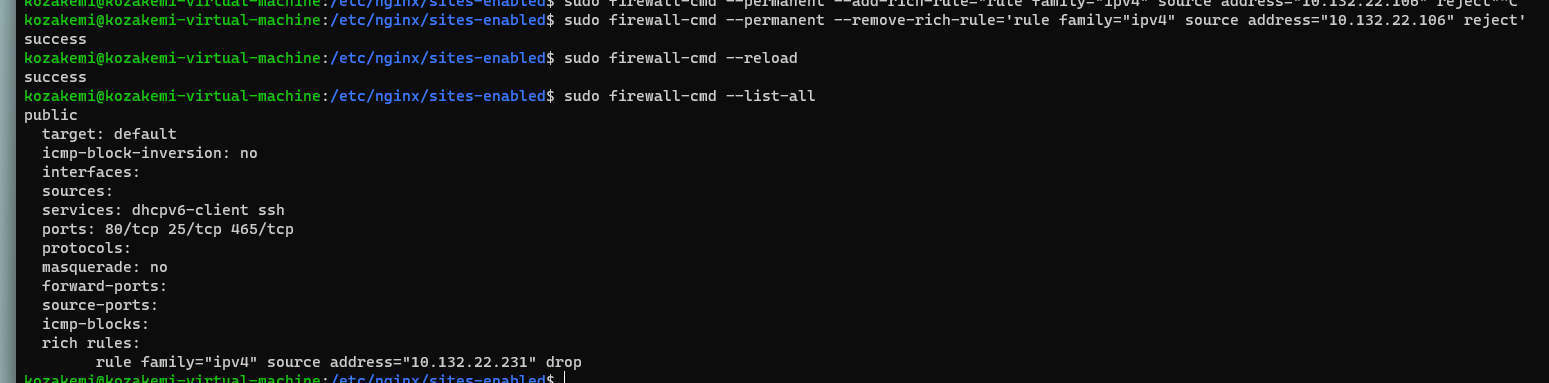 kozakemi@kozakemi-virtual-machine:/etc/nginx/sites-enabled$ sudo firewall-cmd --permanent --add-rich-rule="rule family="ipv4" source address="10.132.22.106" reject"^C
kozakemi@kozakemi-virtual-machine:/etc/nginx/sites-enabled$ sudo firewall-cmd --permanent --remove-rich-rule='rule family="ipv4" source address="10.132.22.106" reject'
success
kozakemi@kozakemi-virtual-machine:/etc/nginx/sites-enabled$ sudo firewall-cmd --reload
success
kozakemi@kozakemi-virtual-machine:/etc/nginx/sites-enabled$ sudo firewall-cmd --list-all
public
  target: default
  icmp-block-inversion: no
  interfaces:
  sources:
  services: dhcpv6-client ssh
  ports: 80/tcp 25/tcp 465/tcp
  protocols:
  masquerade: no
  forward-ports:
  source-ports:
  icmp-blocks:
  rich rules:
        rule family="ipv4" source address="10.132.22.231" drop
kozakemi@kozakemi-virtual-machine:/etc/nginx/sites-enabled$